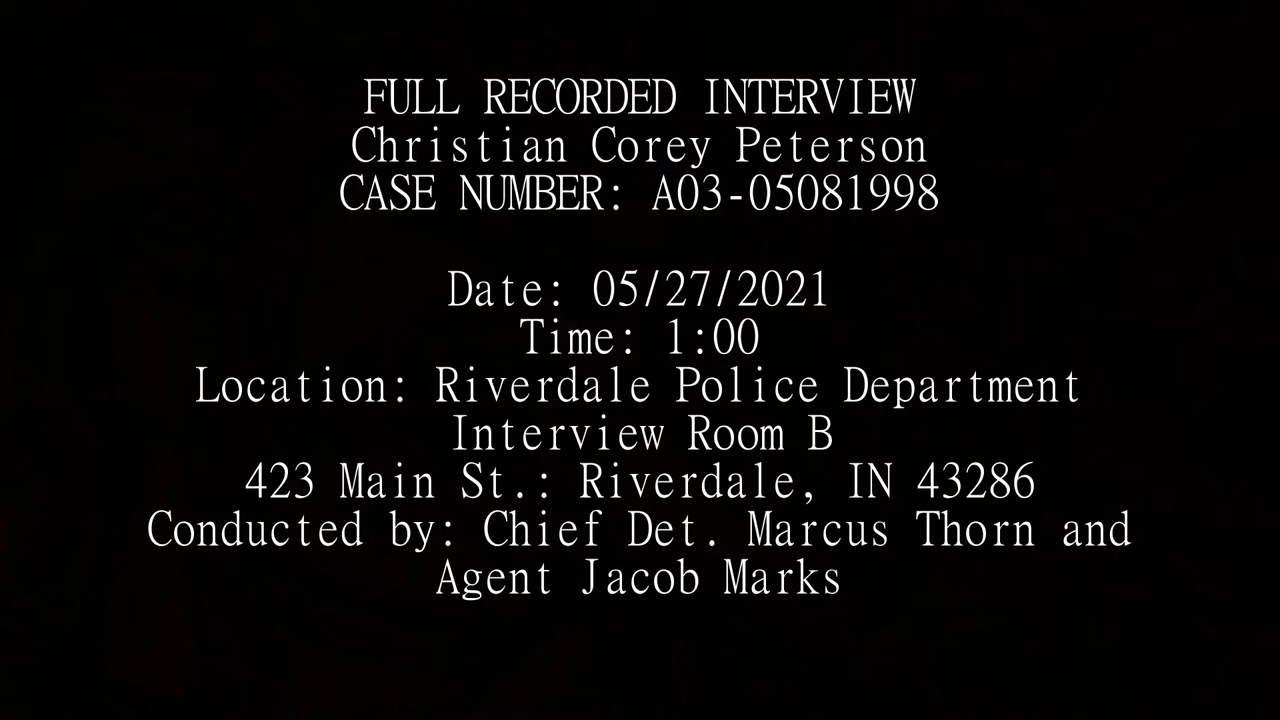 FULL RECORDED INTERVIEW
Christian Corey Peterson
CASE NUMBER: A03-05081998
Date: 05/27/2021
Time: 1:00
Location: Riverdale Police Department
Interview Room B
423 Main St.: Riverdale, IN 43286
Conducted by: Chief Det. Marcus Thorn and
Agent Jacob Marks